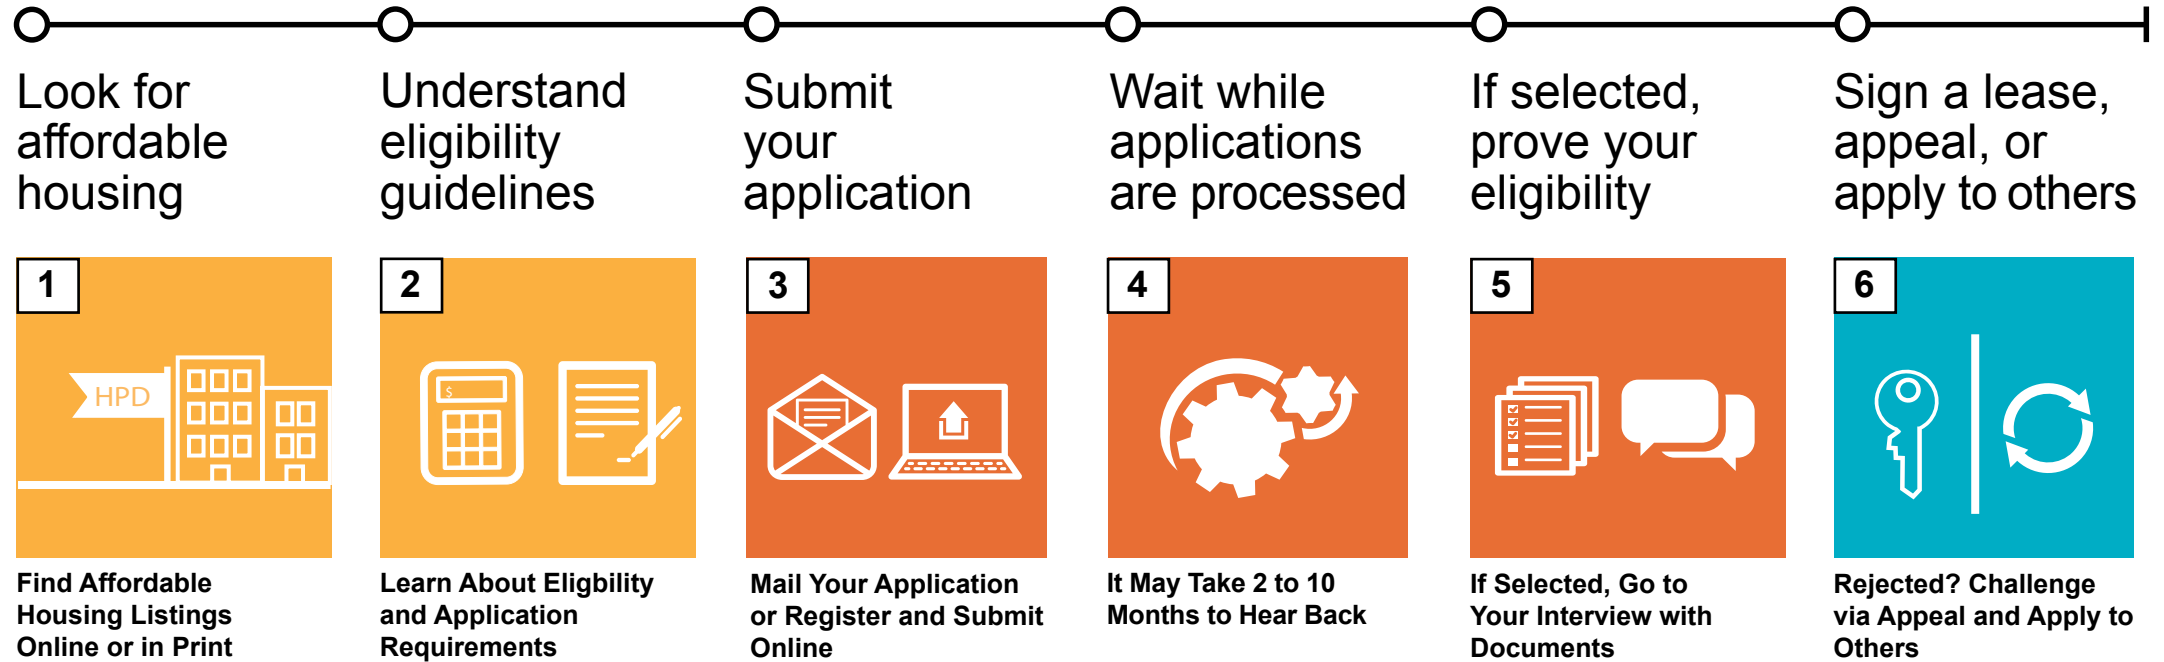 Look for
affordable
housing
1
HPD
Find Affordable
Housing Listings
Online or in Print
Understand
eligibility
guidelines
2
$
Learn About Eligbility
and Application
Requirements
Submit
your
application
3
Mail Your Application
or Register and Submit
Online
Wait while
applications
are processed
4
It May Take 2 to 10
Months to Hear Back
If selected,
prove your
eligibility
5
If Selected, Go to
Your Interview with
Documents
Sign a lease,
appeal, or
apply to others
6
Rejected? Challenge
via Appeal and Apply to
Others